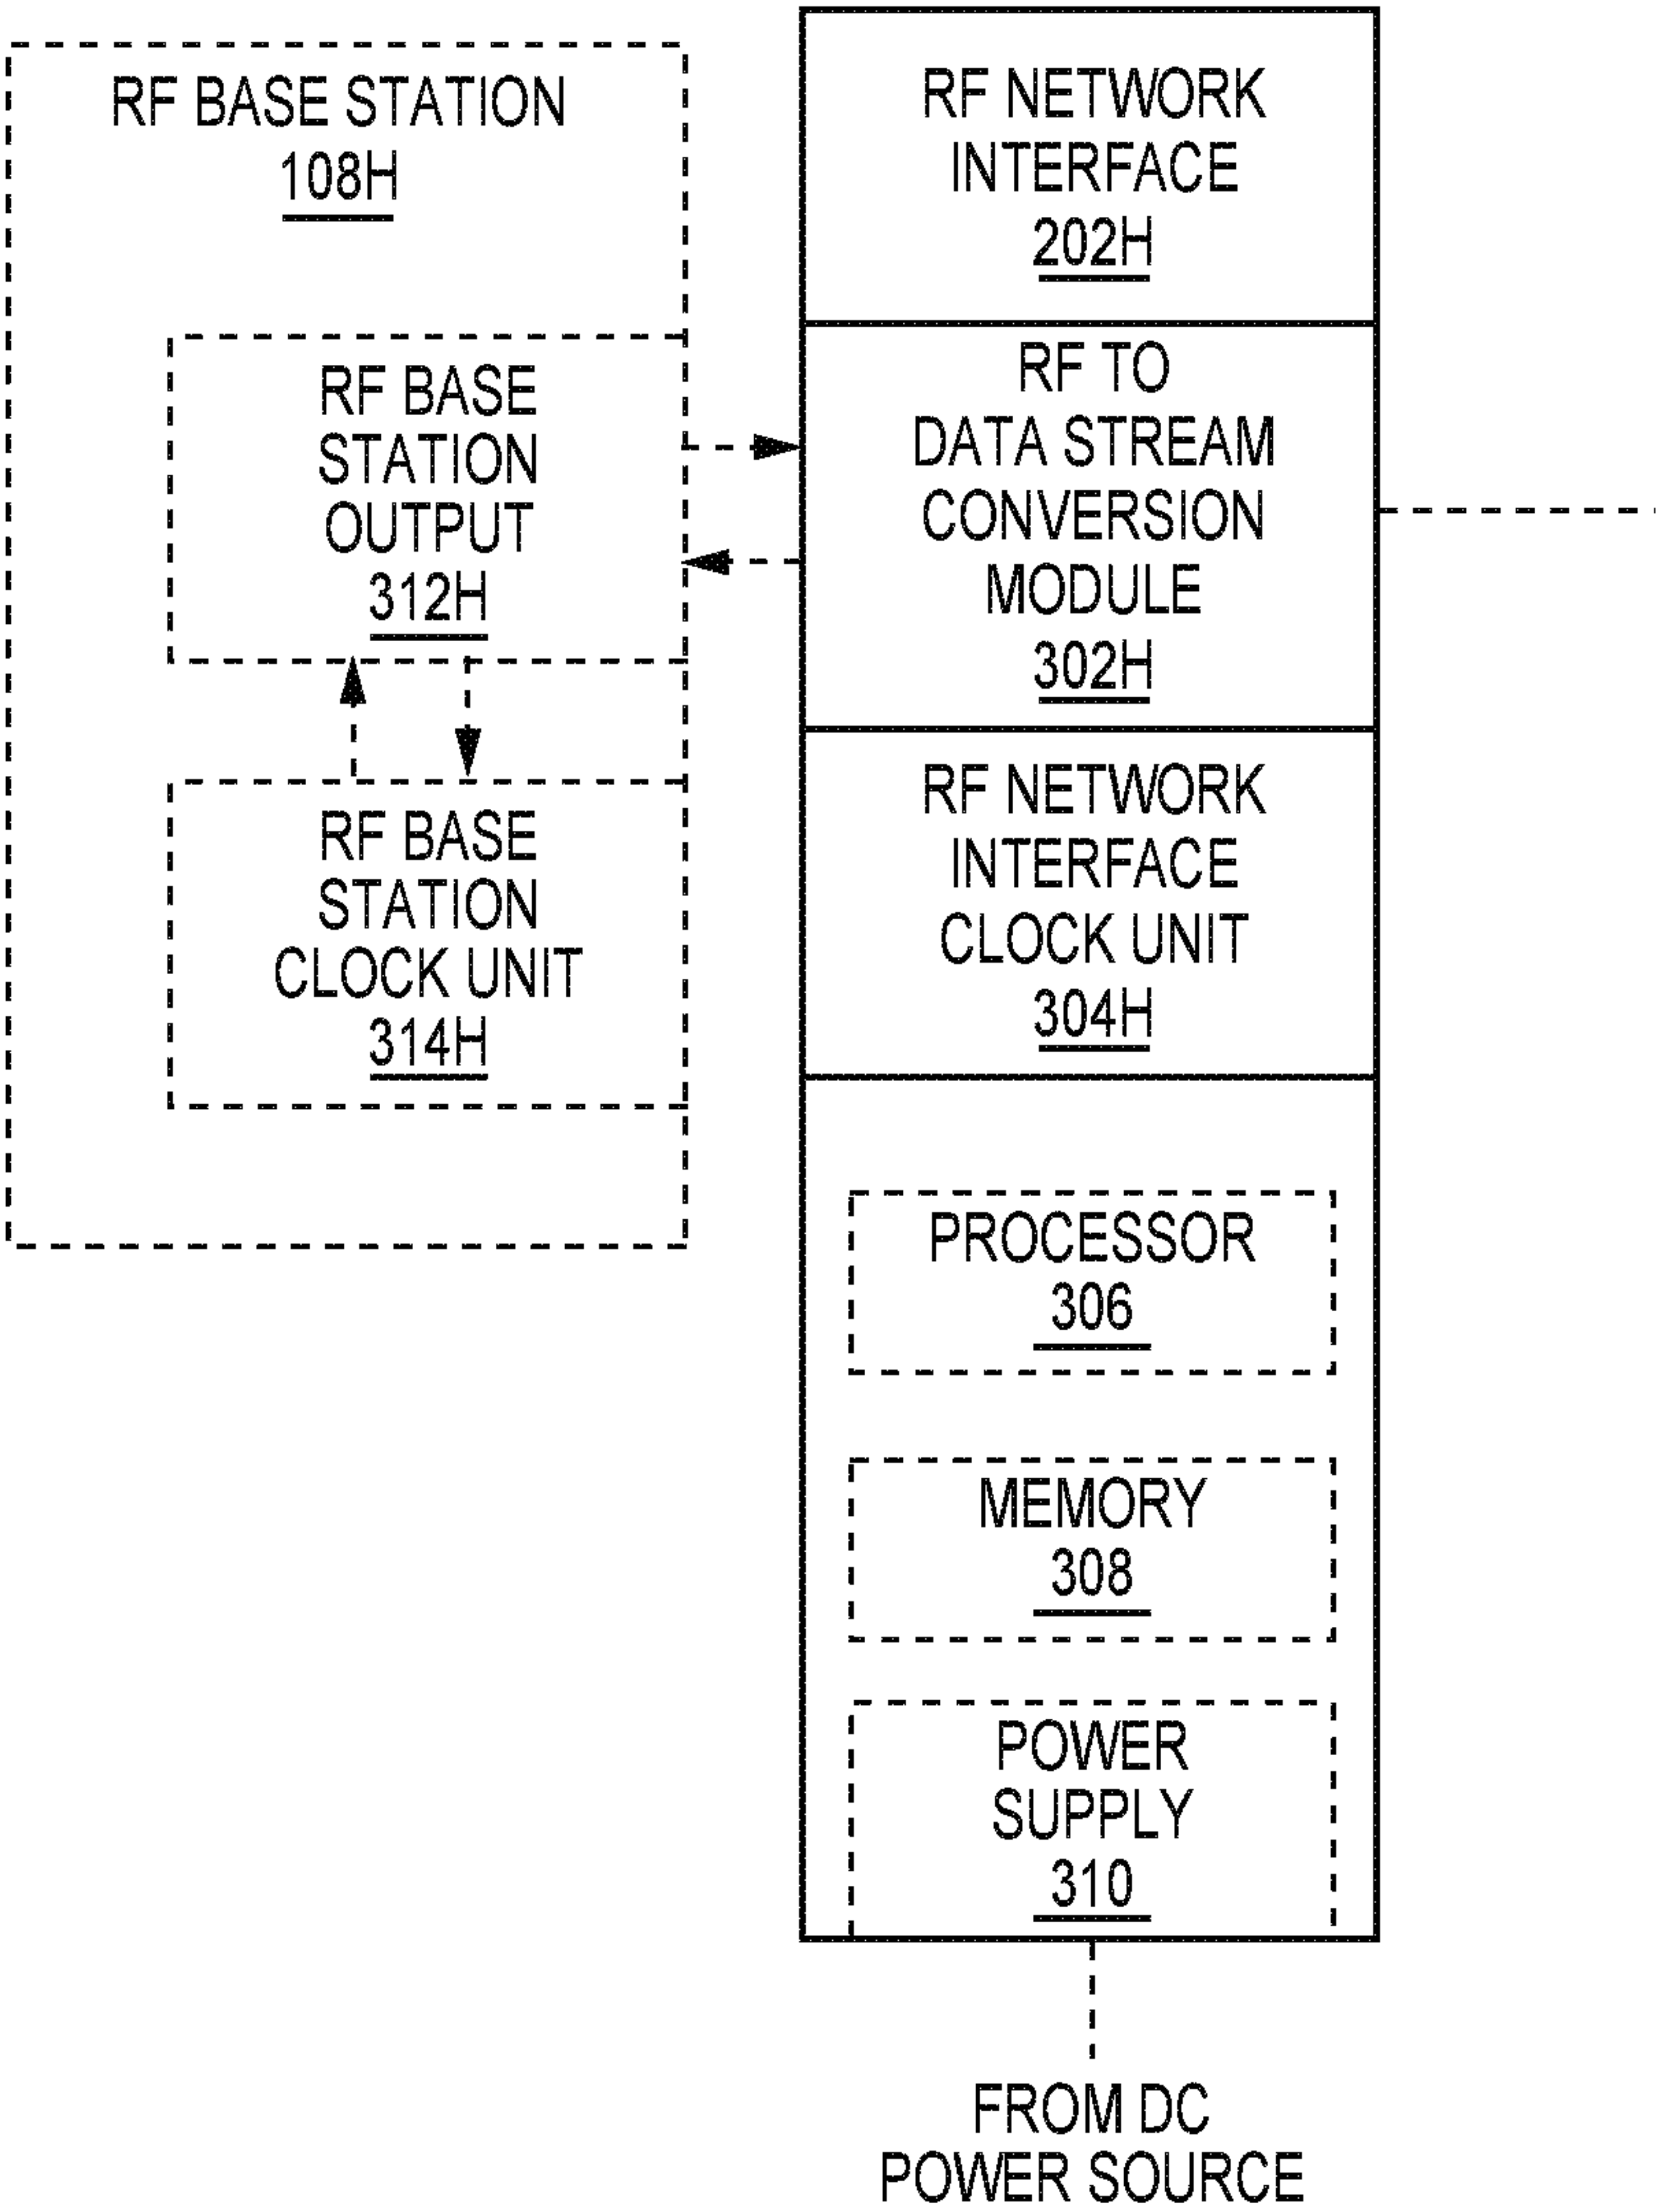 RF BASE STATION
108H
RF BASE
STATION
OUTPUT
312H
RF BASE
STATION
CLOCK UNIT
314H
RF NETWORK
INTERFACE
202H
RF TO
DATA STREAM
CONVERSION
MODULE
302H
RF NETWORK
INTERFACE
CLOCK UNIT
304H
PROCESSOR
306
MEMORY
308
POWER
SUPPLY
310
FROM DC
POWER SOURCE